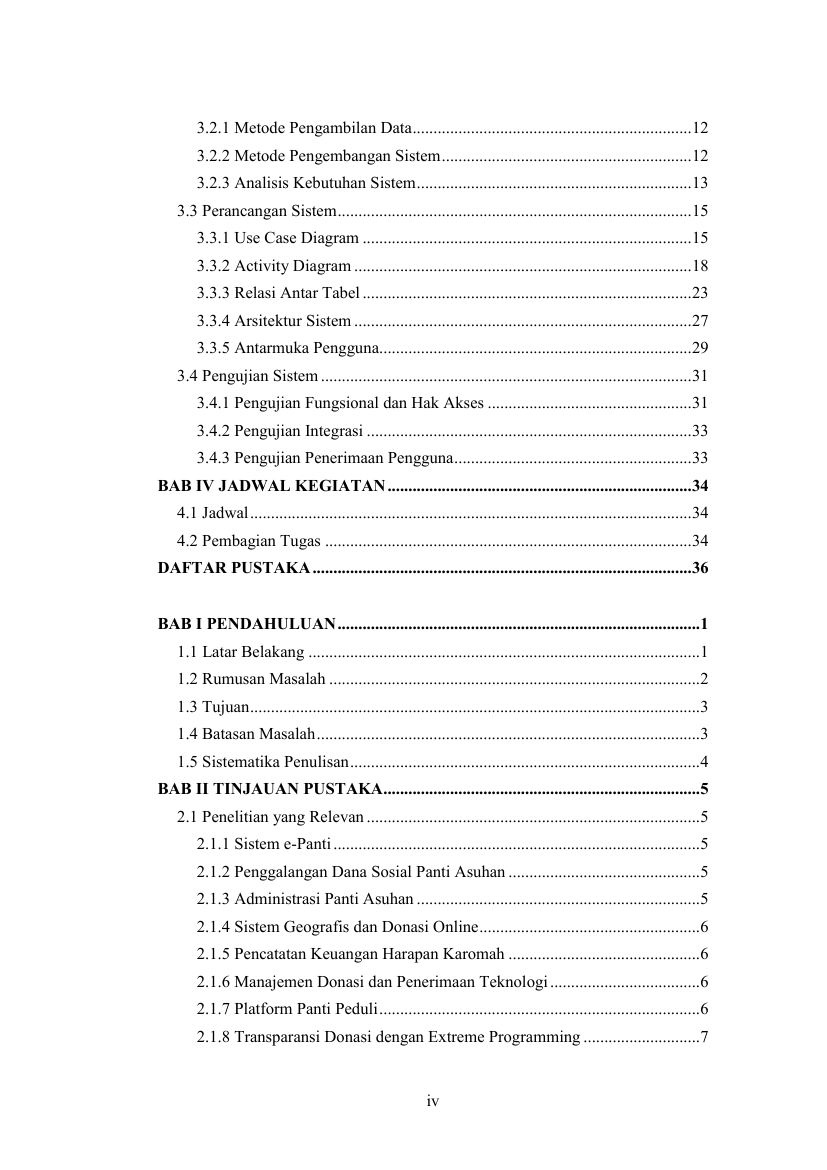 3.2.1 Metode Pengambilan Data...................................................................12
3.2.2 Metode Pengembangan Sistem............................................................12
3.2.3 Analisis Kebutuhan Sistem..................................................................13
3.3 Perancangan Sistem.....................................................................................15
3.3.1 Use Case Diagram ...............................................................................15
3.3.2 Activity Diagram .................................................................................18
3.3.3 Relasi Antar Tabel ...............................................................................23
3.3.4 Arsitektur Sistem .................................................................................27
3.3.5 Antarmuka Pengguna...........................................................................29
3.4 Pengujian Sistem .........................................................................................31
3.4.1 Pengujian Fungsional dan Hak Akses .................................................31
3.4.2 Pengujian Integrasi ..............................................................................33
3.4.3 Pengujian Penerimaan Pengguna.........................................................33
BAB IV JADWAL KEGIATAN.........................................................................34
4.1 Jadwal..........................................................................................................34
4.2 Pembagian Tugas ........................................................................................34
DAFTAR PUSTAKA...........................................................................................36
BAB I PENDAHULUAN.......................................................................................1
1.1 Latar Belakang ..............................................................................................1
1.2 Rumusan Masalah .........................................................................................2
1.3 Tujuan............................................................................................................3
1.4 Batasan Masalah............................................................................................3
1.5 Sistematika Penulisan....................................................................................4
BAB II TINJAUAN PUSTAKA............................................................................5
2.1 Penelitian yang Relevan ................................................................................5
2.1.1 Sistem e-Panti........................................................................................5
2.1.2 Penggalangan Dana Sosial Panti Asuhan ..............................................5
2.1.3 Administrasi Panti Asuhan ....................................................................5
2.1.4 Sistem Geografis dan Donasi Online.....................................................6
2.1.5 Pencatatan Keuangan Harapan Karomah ..............................................6
2.1.6 Manajemen Donasi dan Penerimaan Teknologi....................................6
2.1.7 Platform Panti Peduli.............................................................................6
2.1.8 Transparansi Donasi dengan Extreme Programming ............................7
iv